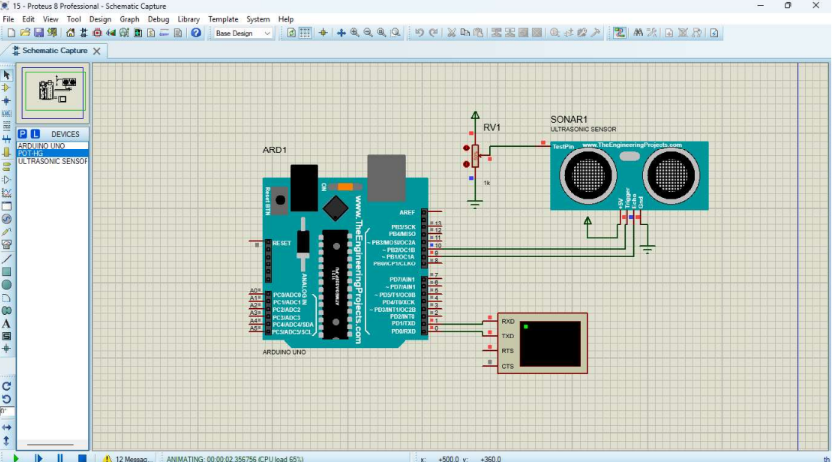 15 - Proteus 8 Professional - Schematic Capture
File Edit View Tool Design Graph Debug Library Template System Help
Base Design
Schematic Capture
P L DEVICES
ARDUINO UNO
POT-HG
ULTRASONIC SENSOR
ARD1
Reset BTN
ON
www.TheEngineeringProjects.com
ANALOG IN
RESET
AREF
PB5/SCK
PB4/MISO
~ PB3/MOSI/OC2A
~ PB2/OC1B
~ PB1/OC1A
PB0/ICP1/CLKO
PD7/AIN1
~ PD6/AIN1
~ PD5/T1/OC0B
PD4/T0/XCK
~ PD3/INT1/OC2B
PD2/INT0
PD1/TXD
PD0/RXD
13
12
11
10
9
8
7
6
5
4
3
2
1
0
A0
A1
A2
A3
A4
A5
PC0/ADC0
PC1/ADC1
PC2/ADC2
PC3/ADC3
PC4/ADC4/SDA
PC5/ADC5/SCL
ARDUINO UNO
RV1
1k
SONAR1
ULTRASONIC SENSOR
TestPin www.TheEngineeringProjects.com
+5V
Trigger
Echo
Gnd
RXD
TXD
RTS
CTS
0°
12 Messag... ANIMATING: 00:00:02.356756 (CPU load 65%) x: +500.0 y: +360.0 th